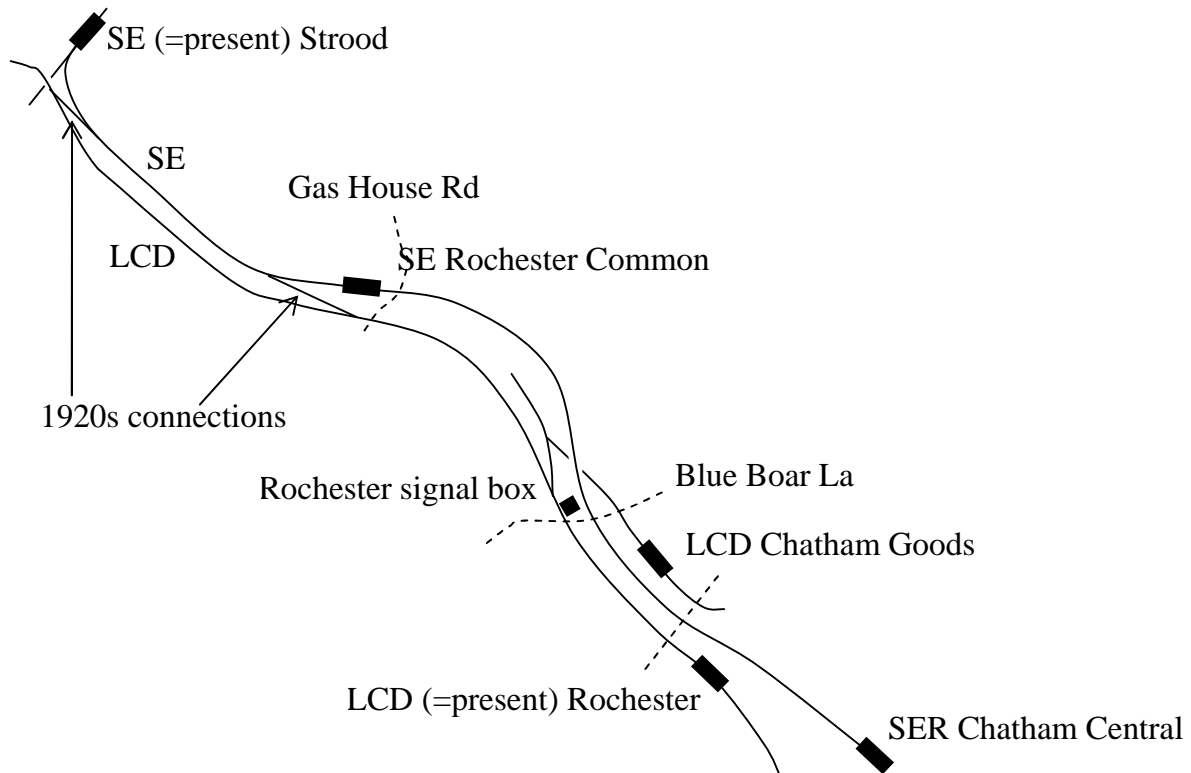 SE (=present) Strood
SE
Gas House Rd
LCD
SE Rochester Common
1920s connections
Blue Boar La
Rochester signal box
LCD Chatham Goods
LCD (=present) Rochester
SER Chatham Central